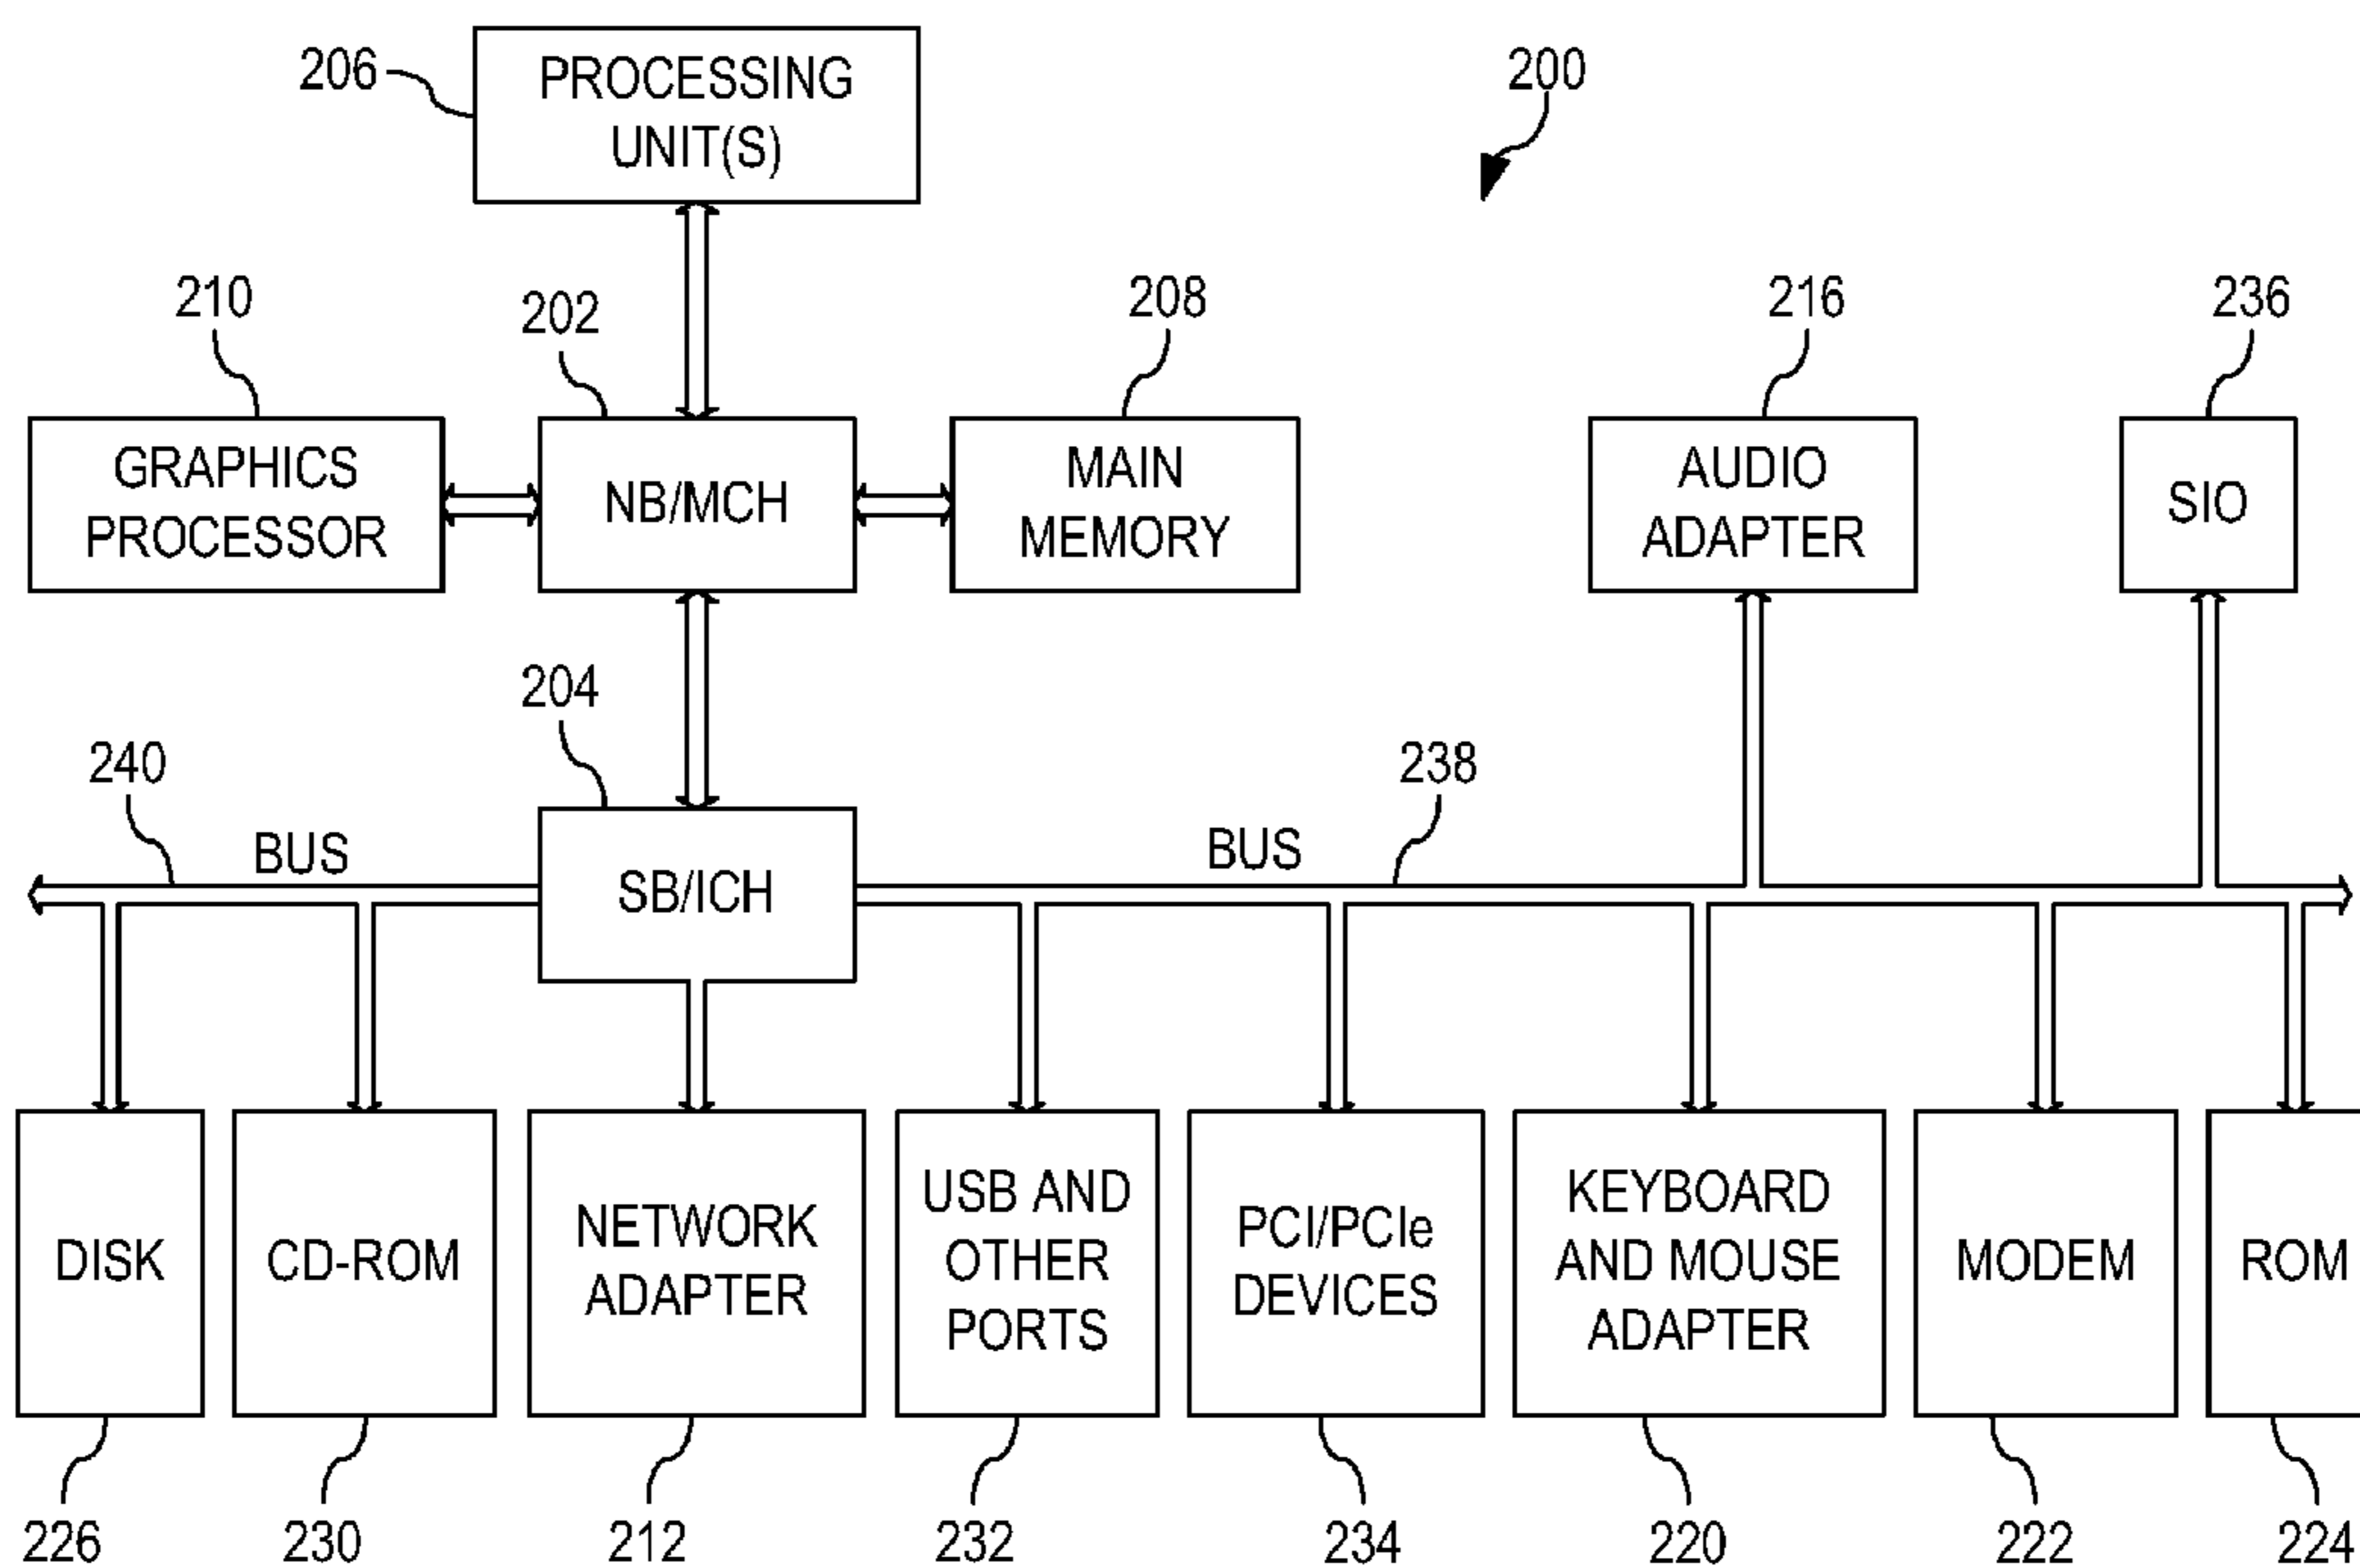 206
PROCESSING
UNIT(S)
200
210
202
208
216
236
GRAPHICS
PROCESSOR
NB/MCH
MAIN
MEMORY
AUDIO
ADAPTER
SIO
204
240
238
BUS
SB/ICH
BUS
DISK
CD-ROM
NETWORK
ADAPTER
USB AND
OTHER
PORTS
PCI/PCIe
DEVICES
KEYBOARD
AND MOUSE
ADAPTER
MODEM
ROM
226
230
212
232
234
220
222
224